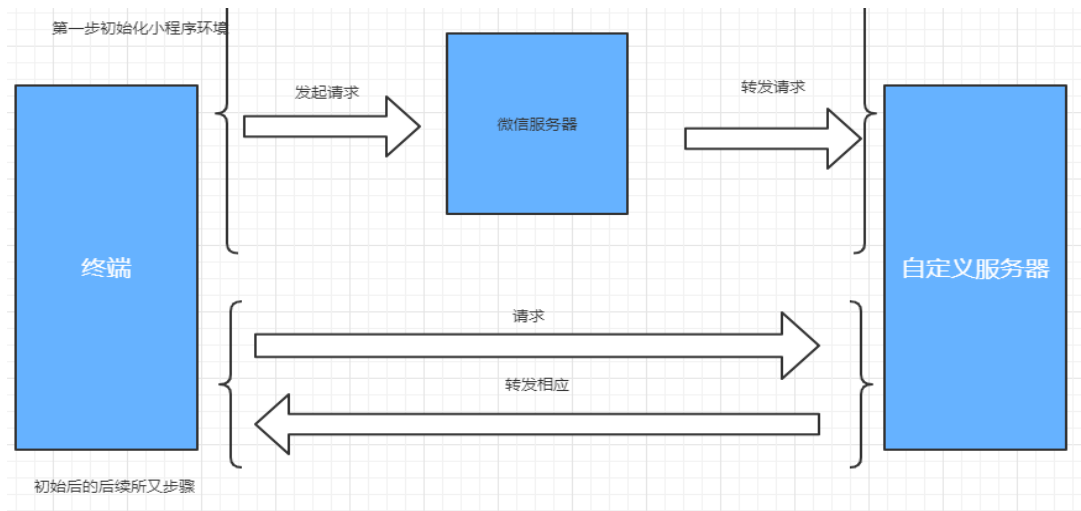 第一步初始化小程序环境
发起请求
微信服务器
转发请求
终端
自定义服务器
请求
转发相应
初始后的后续所又步骤